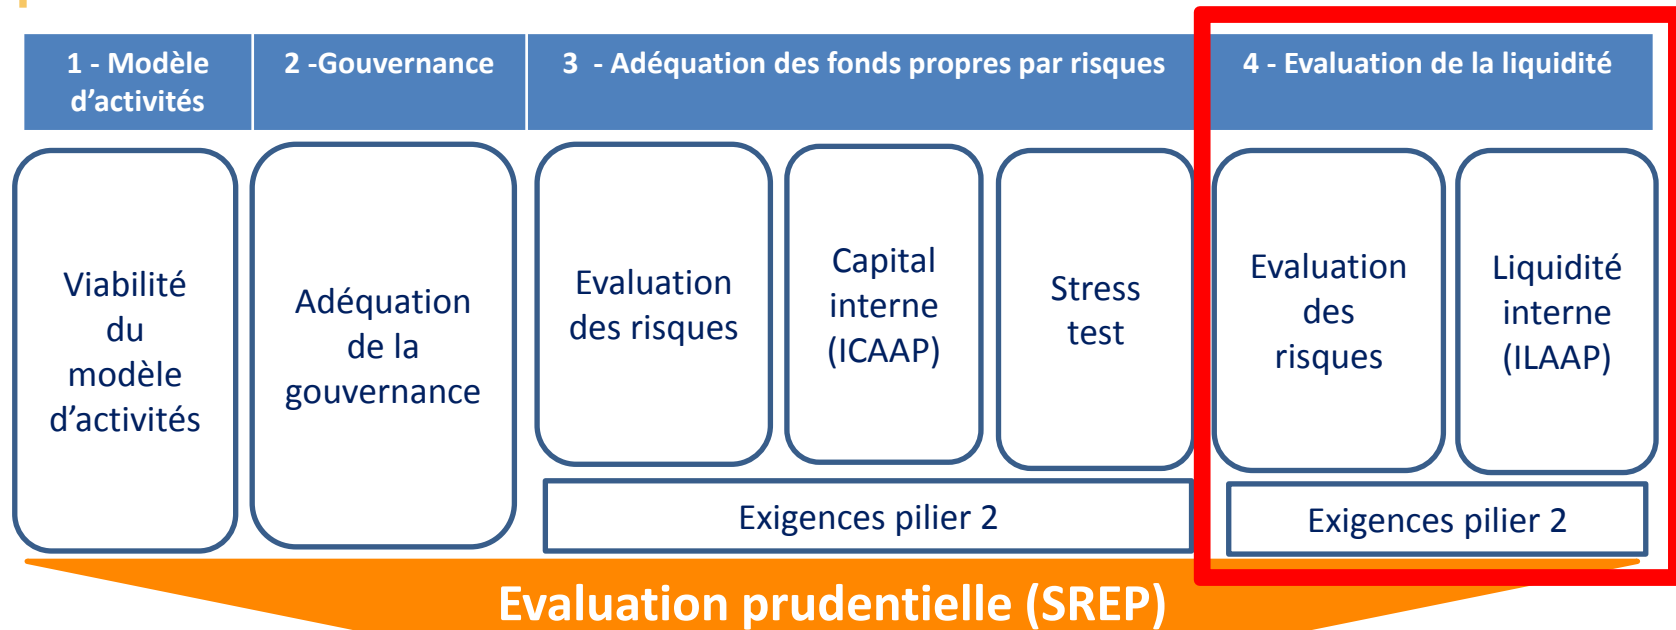 1 - Modèle
d’activités
2 -Gouvernance
3 - Adéquation des fonds propres par risques
4 - Evaluation de la liquidité
Viabilité
du
modèle
d’activités
Adéquation
de la
gouvernance
Evaluation
des risques
Capital
interne
(ICAAP)
Stress
test
Evaluation
des
risques
Liquidité
interne
(ILAAP)
Exigences pilier 2
Exigences pilier 2
Evaluation prudentielle (SREP)